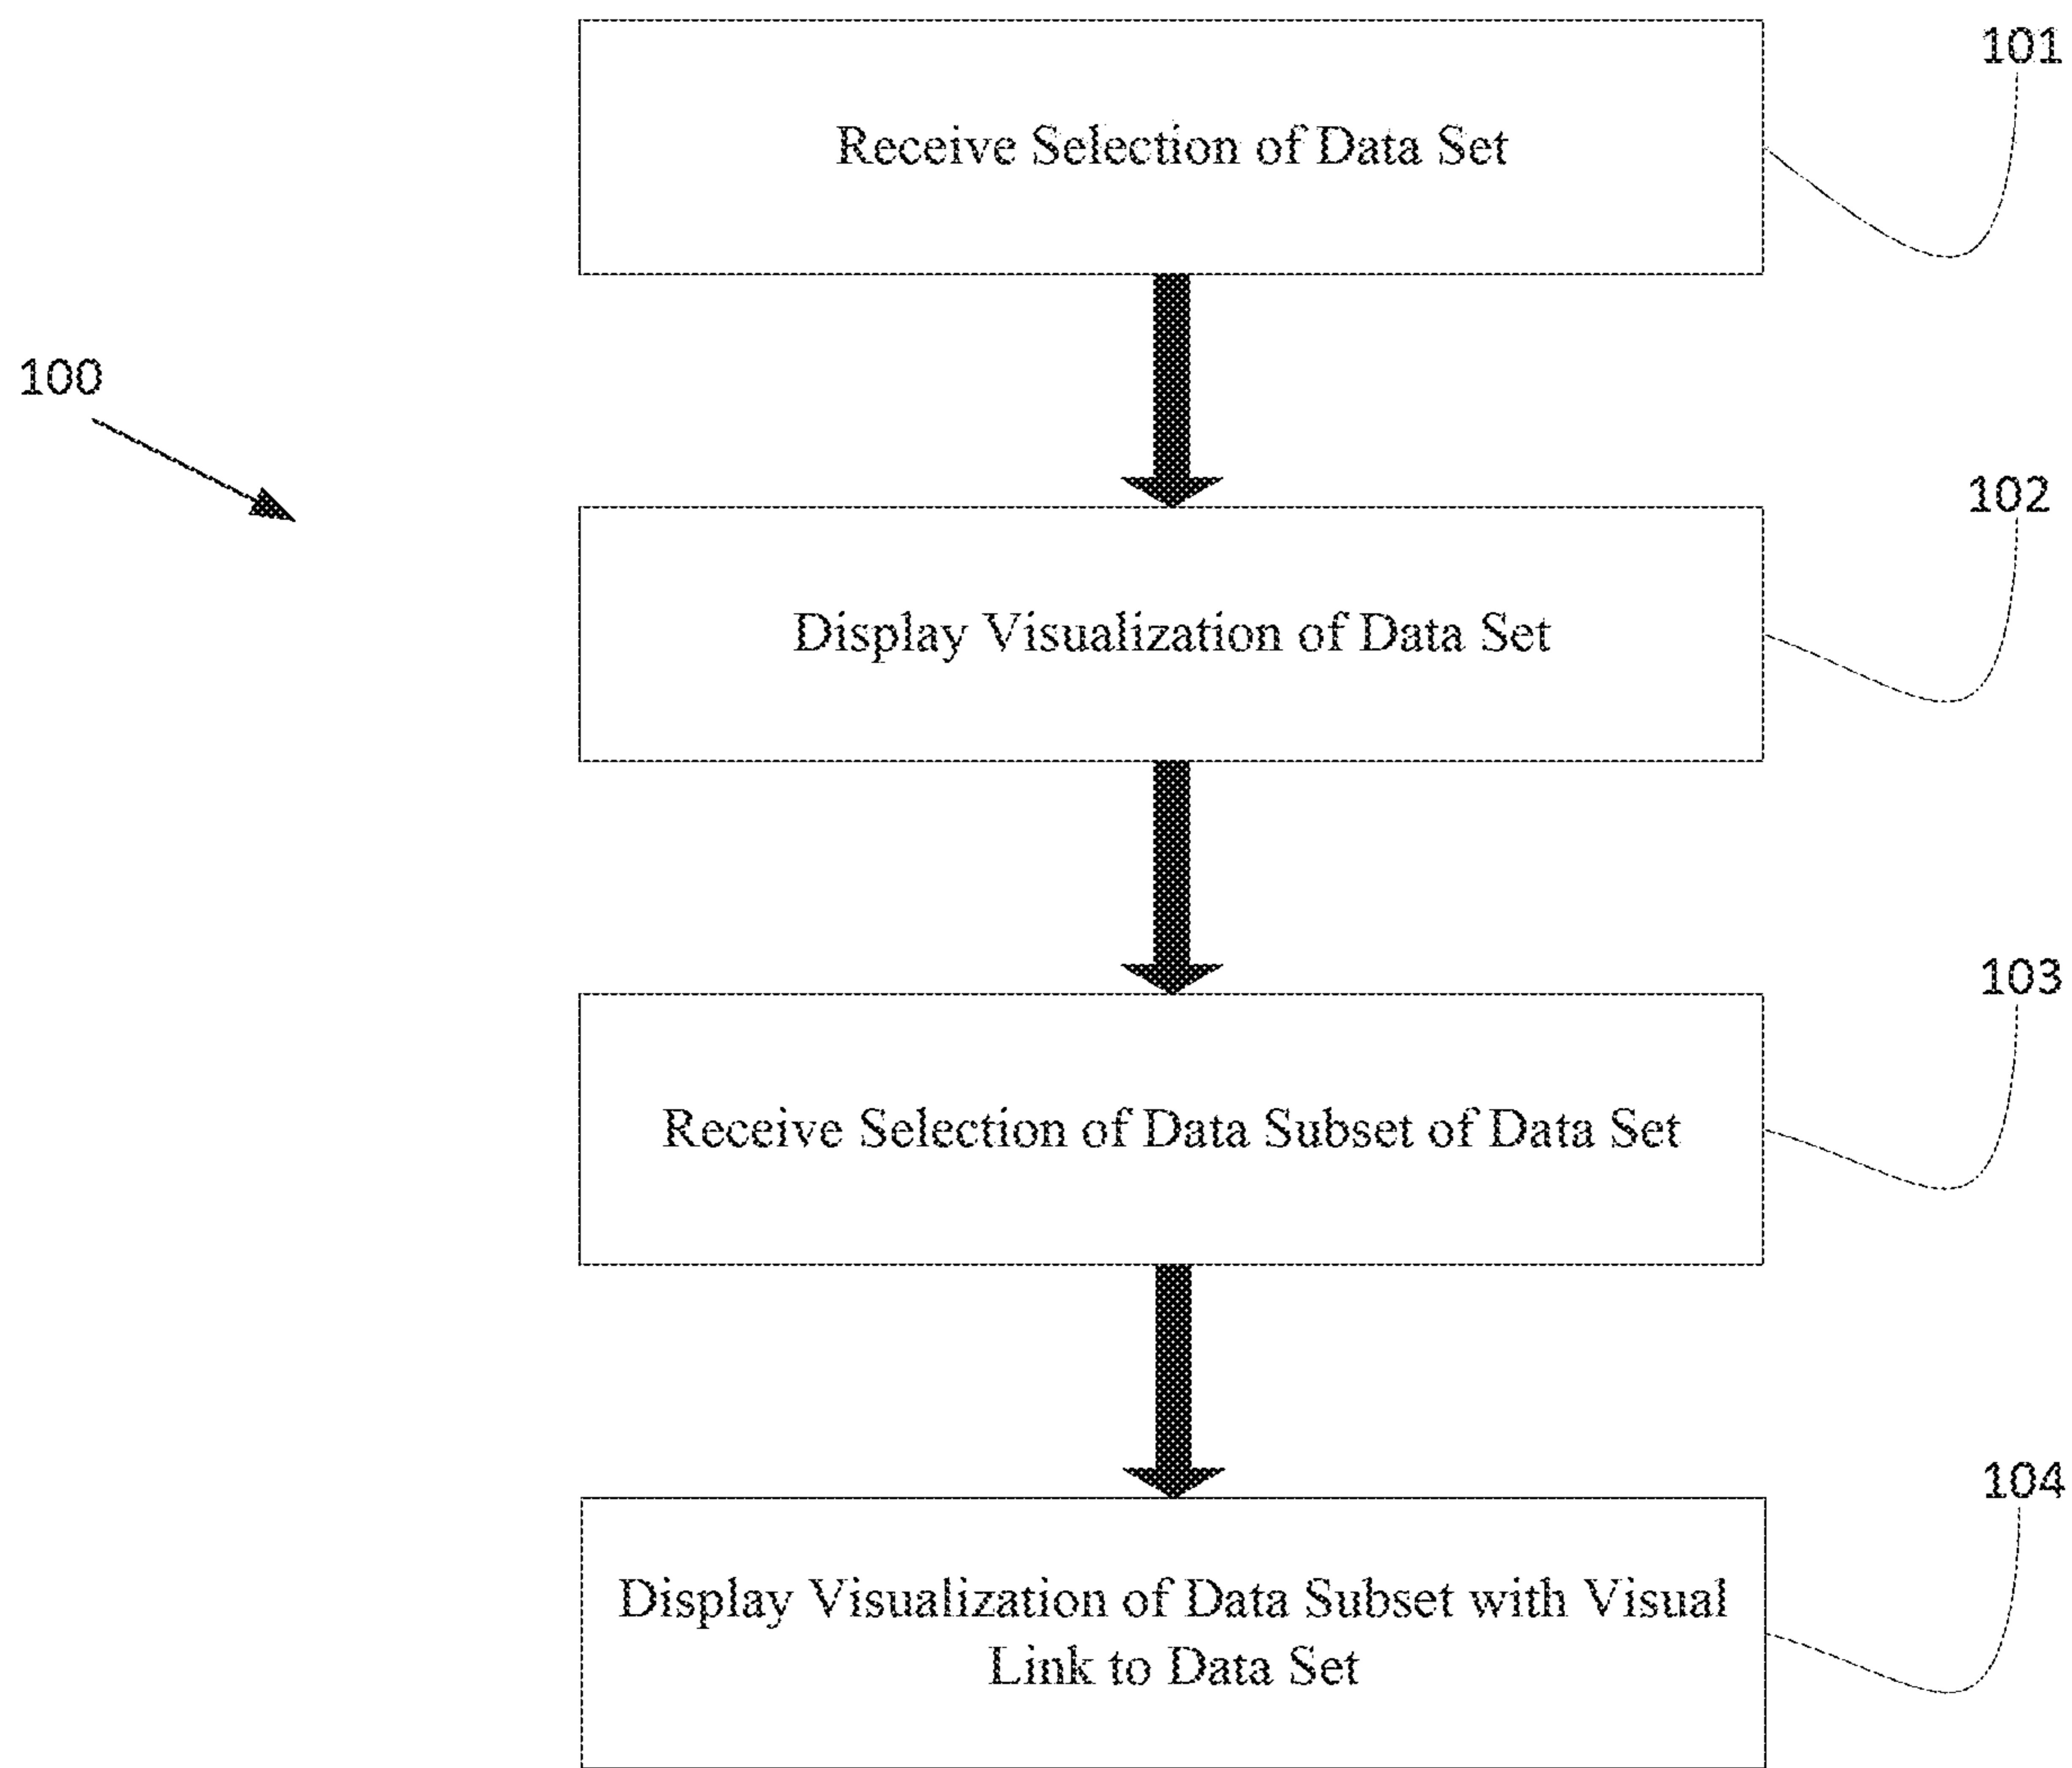 101
Receive Selection of Data Set
100
102
Display Visualization of Data Set
103
Receive Selection of Data Subset of Data Set
104
Display Visualization of Data Subset with Visual
Link to Data Set